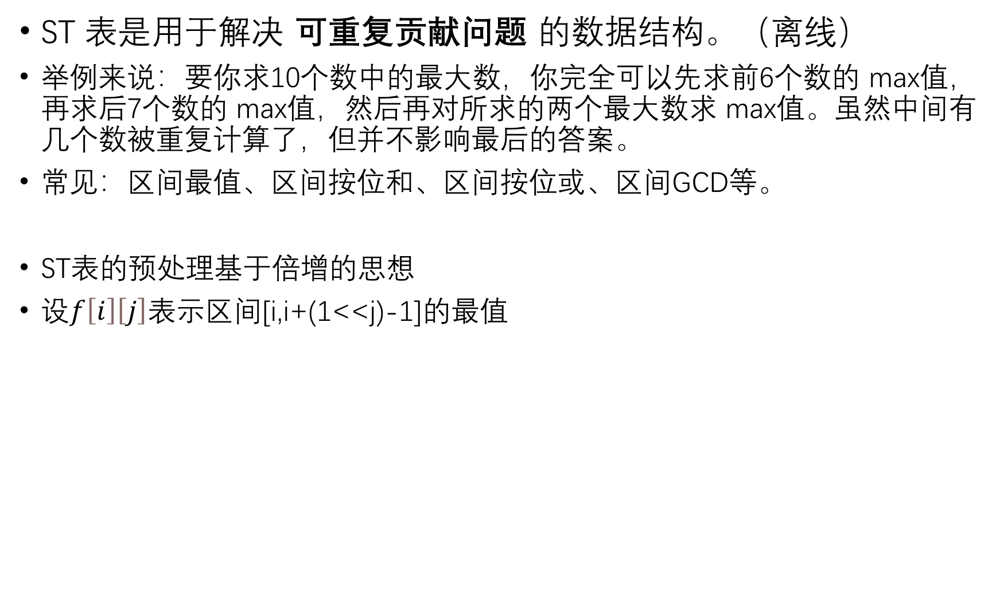 • ST 表是用于解决 可重复贡献问题 的数据结构。（离线）
• 举例来说：要你求10个数中的最大数，你完全可以先求前6个数的 max值，
再求后7个数的 max值，然后再对所求的两个最大数求 max值。虽然中间有
几个数被重复计算了，但并不影响最后的答案。
• 常见：区间最值、区间按位和、区间按位或、区间GCD等。
• ST表的预处理基于倍增的思想
• 设f[i][j]表示区间[i,i+(1<<j)-1]的最值